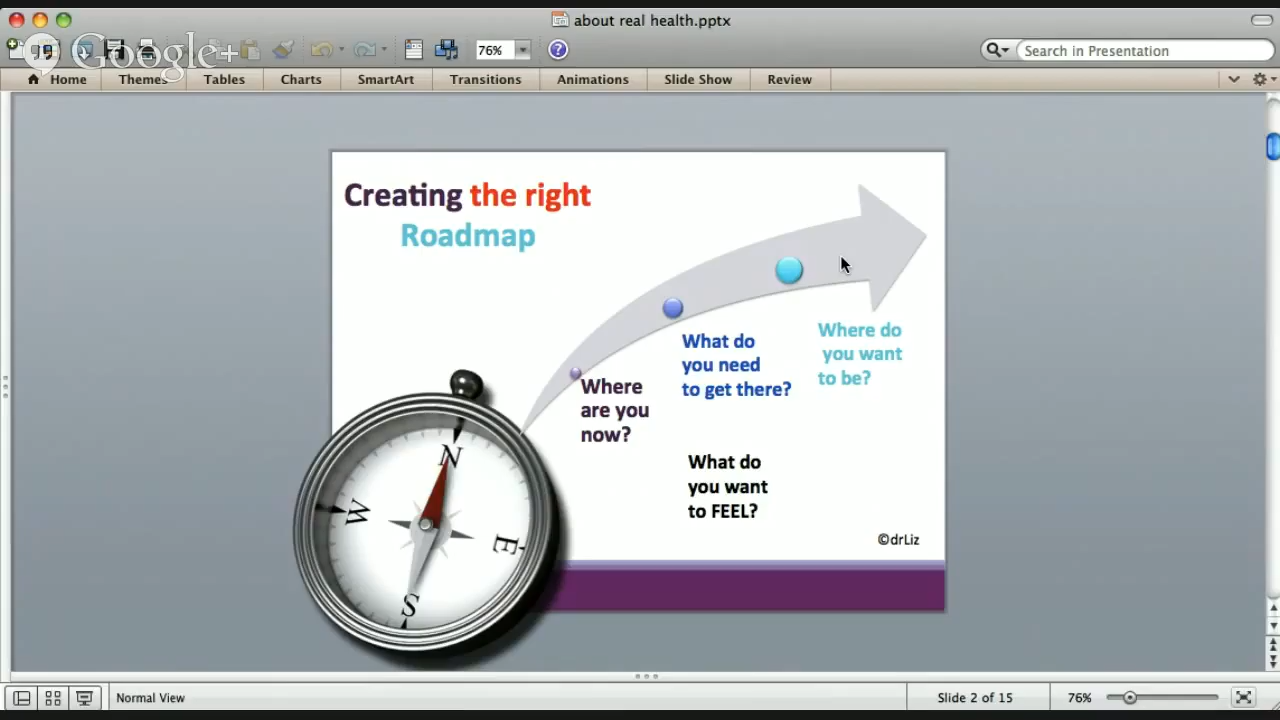 about real health.pptx
Google+
76%
Search in Presentation
Home
Themes
Tables
Charts
SmartArt
Transitions
Animations
Slide Show
Review
Creating the right
Roadmap
Where do
you want
to be?
What do
you need
to get there?
Where
are you
now?
What do
you want
to FEEL?
©drLiz
N
W
E
S
Normal View
Slide 2 of 15
76%